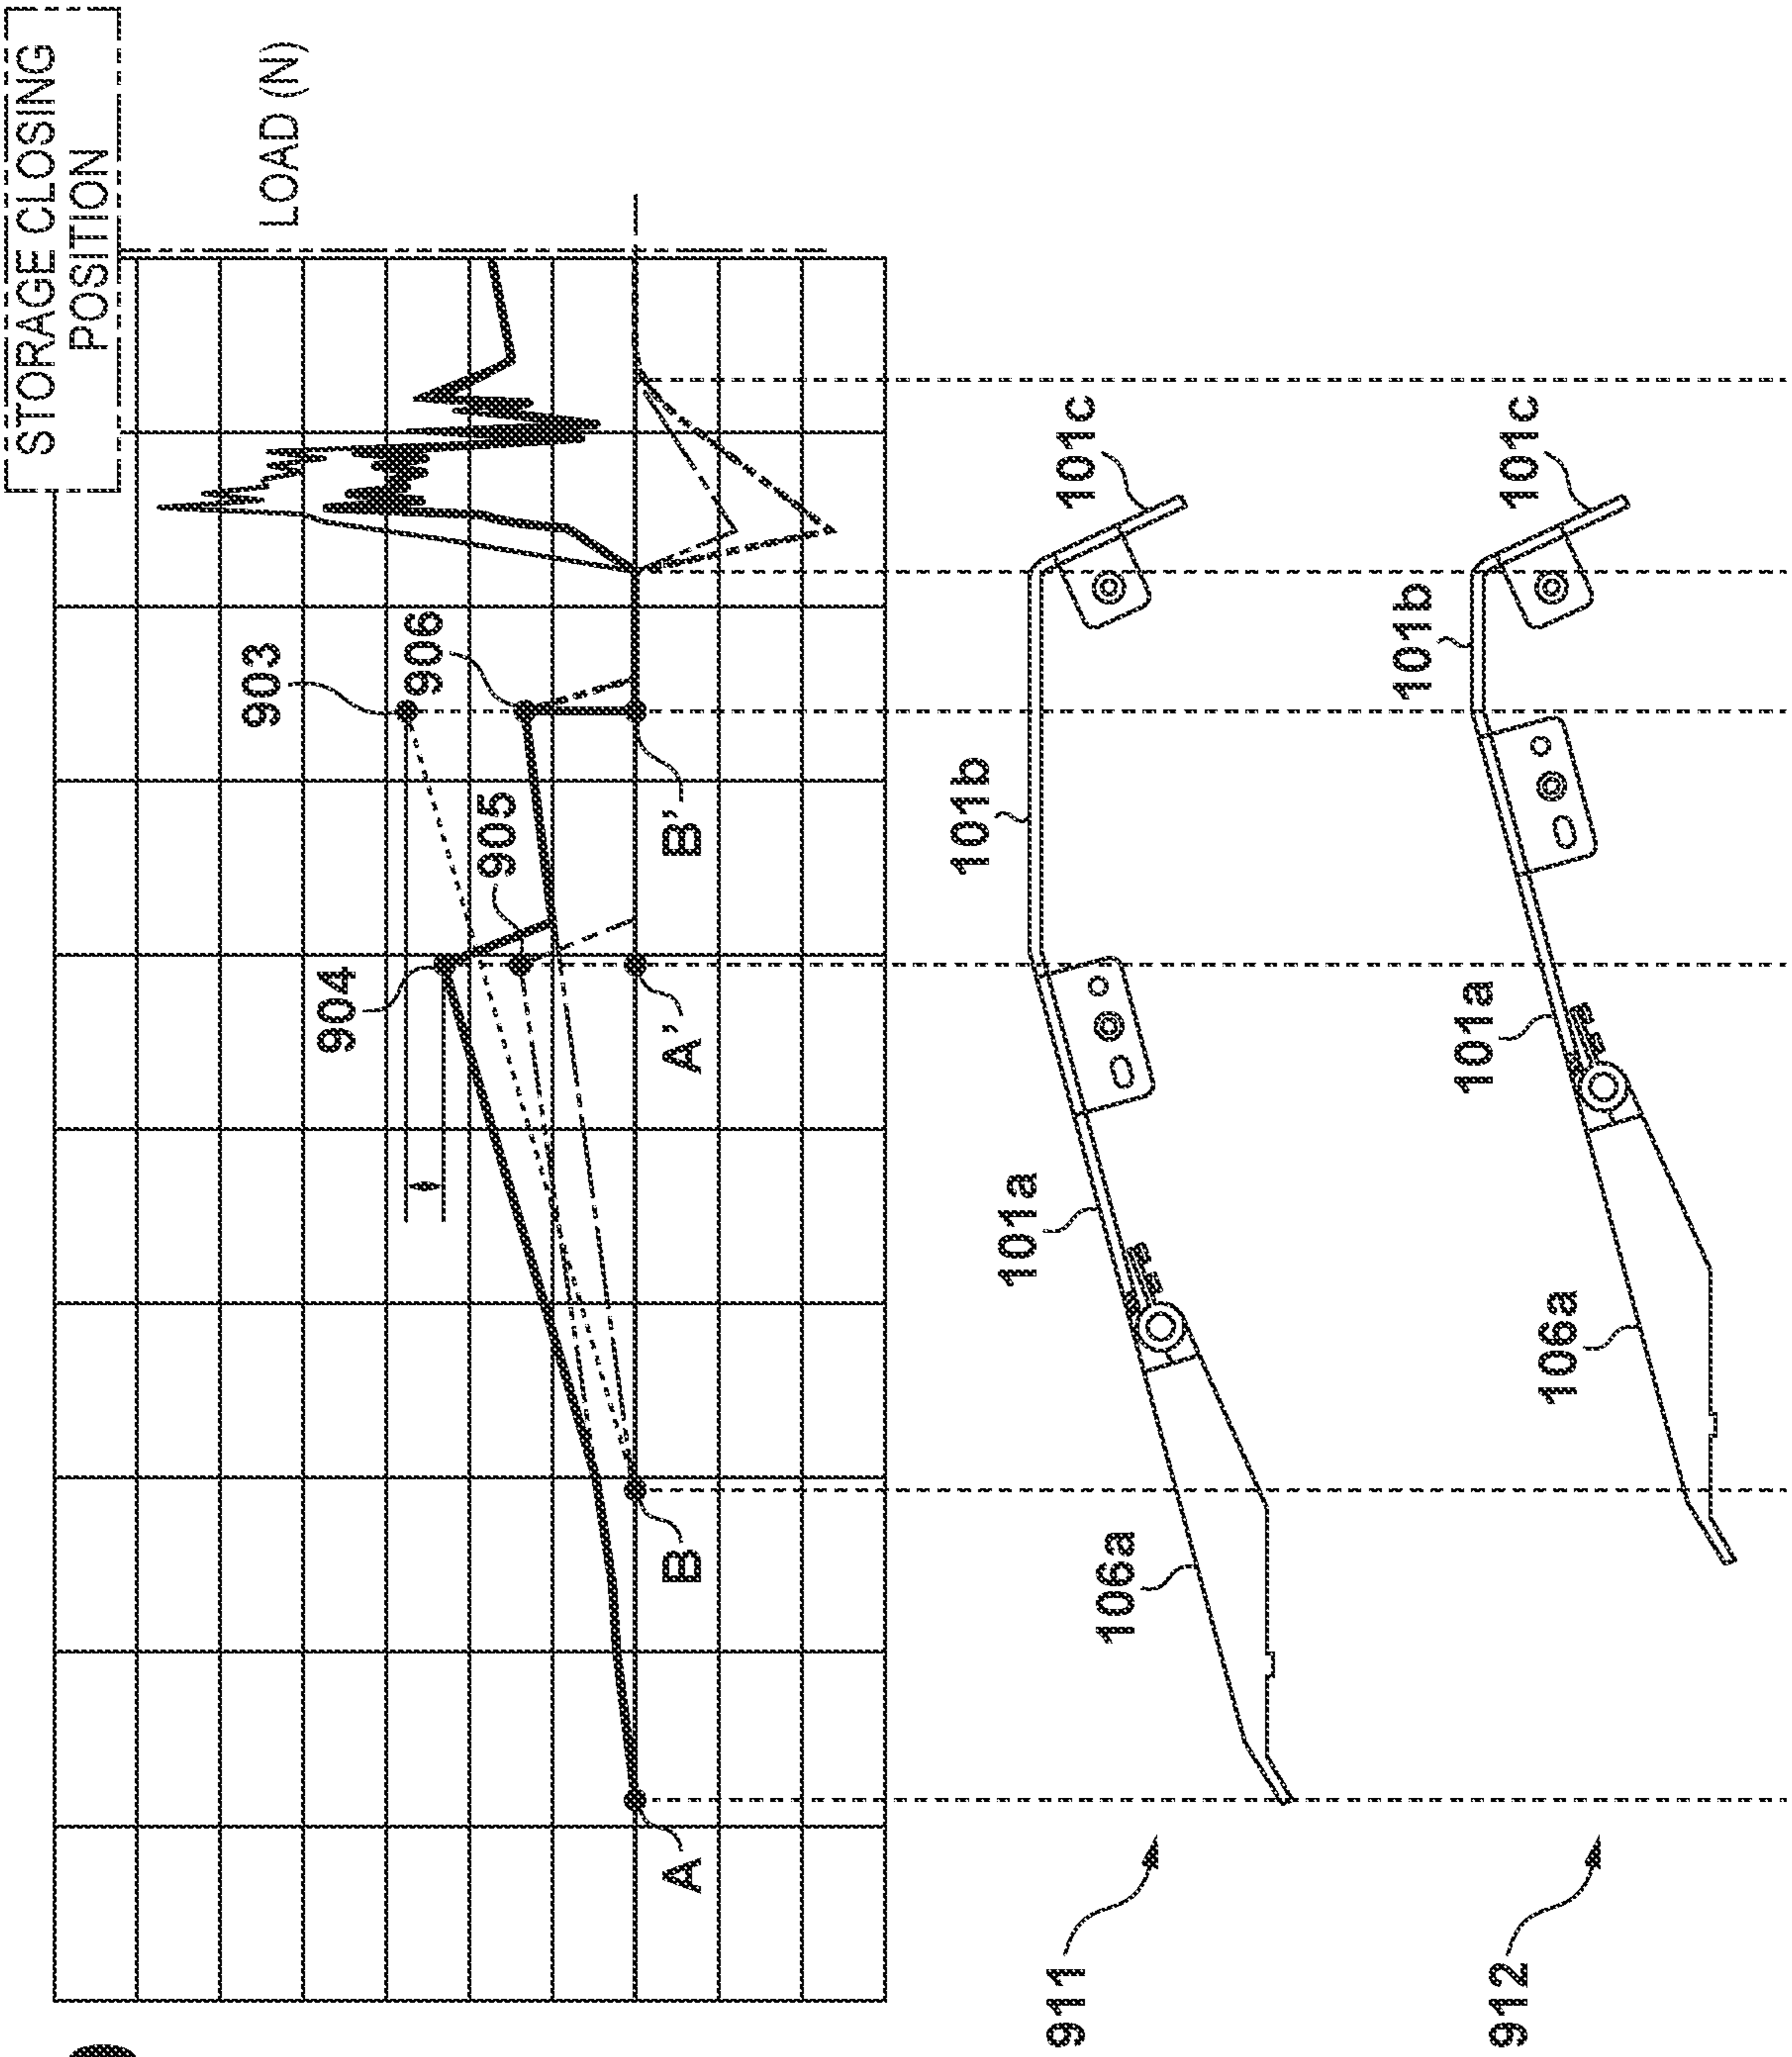 STORAGE CLOSING
POSITION
LOAD (N)
903
906
904
905
A
B
A'
B'
911
106a
101a
101b
101c
912
106a
101a
101b
101c